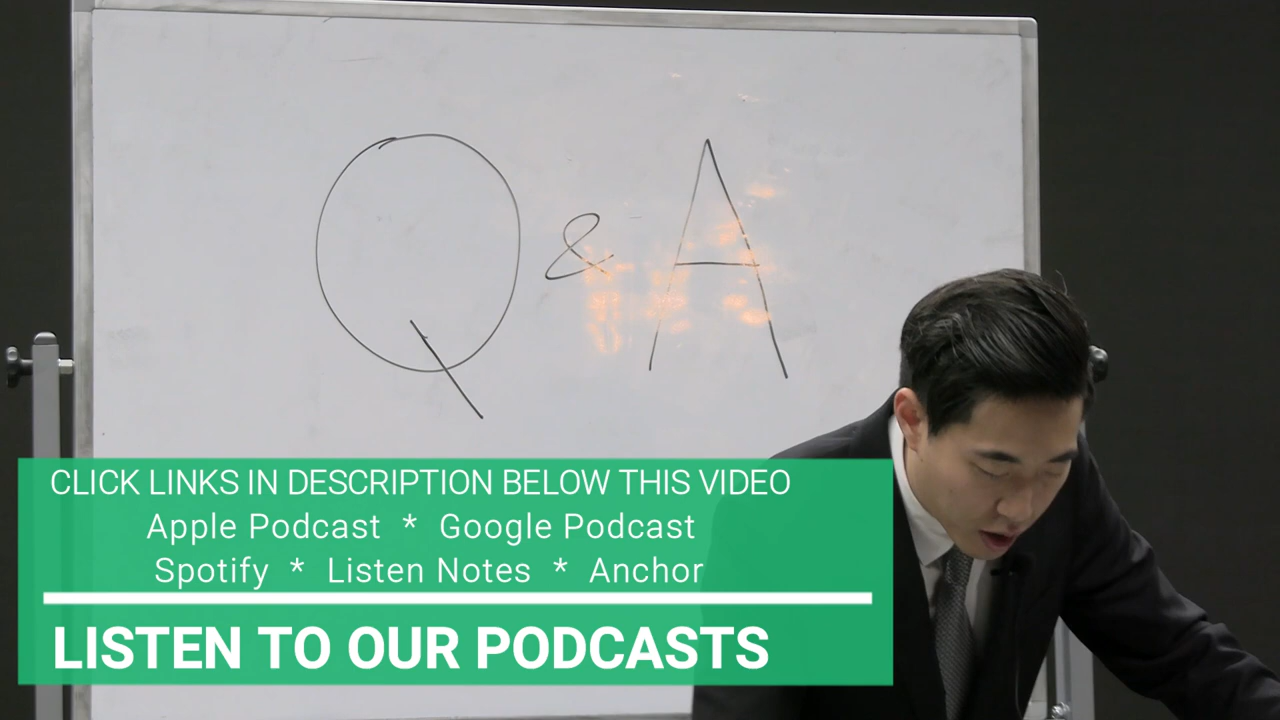 Q & A
CLICK LINKS IN DESCRIPTION BELOW THIS VIDEO
Apple Podcast * Google Podcast
Spotify * Listen Notes * Anchor
LISTEN TO OUR PODCASTS